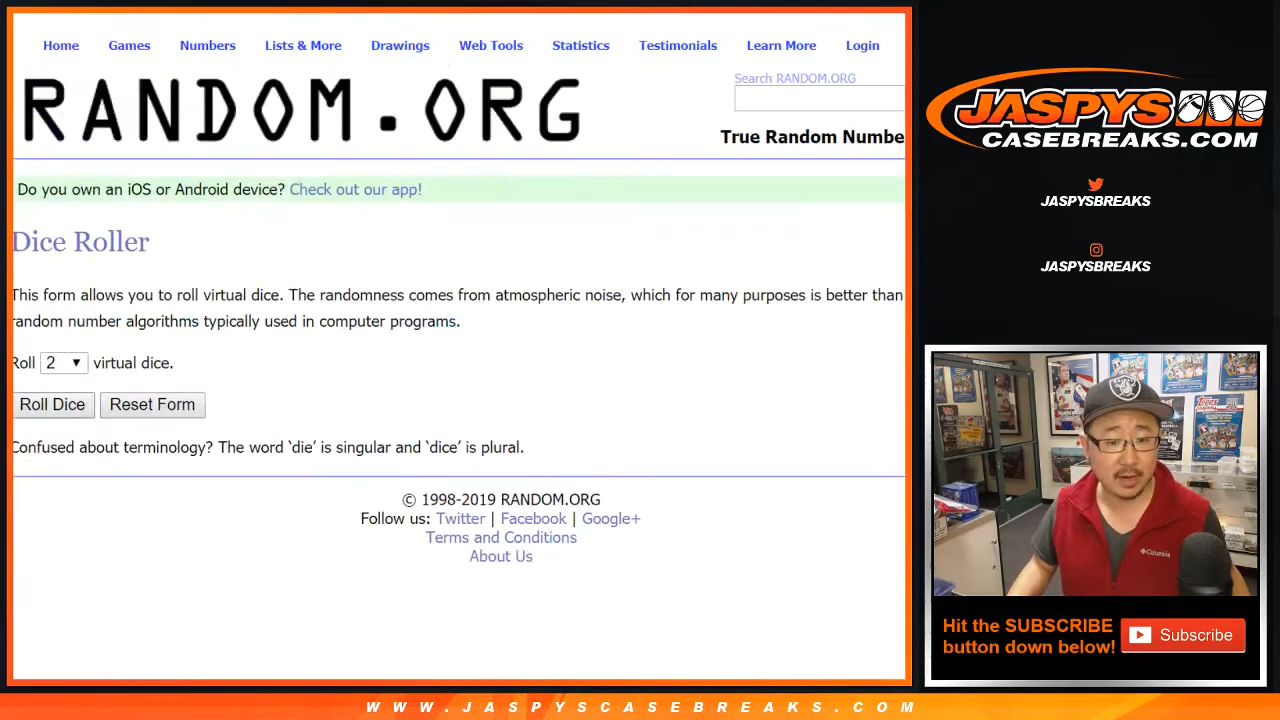 Home Games Numbers Lists & More Drawings Web Tools Statistics Testimonials Learn More Login
RANDOM.ORG
Search RANDOM.ORG
True Random Numbe
Do you own an iOS or Android device? Check out our app!
Dice Roller
This form allows you to roll virtual dice. The randomness comes from atmospheric noise, which for many purposes is better than
random number algorithms typically used in computer programs.
Roll 2 virtual dice.
Roll Dice Reset Form
Confused about terminology? The word ‘die’ is singular and ‘dice’ is plural.
© 1998-2019 RANDOM.ORG
Follow us: Twitter | Facebook | Google+
Terms and Conditions
About Us
JASPYS
CASEBREAKS.COM
JASPYSBREAKS
JASPYSBREAKS
Columbia
Hit the SUBSCRIBE
button down below!
Subscribe
WWW.JASPYSCASEBREAKS.COM